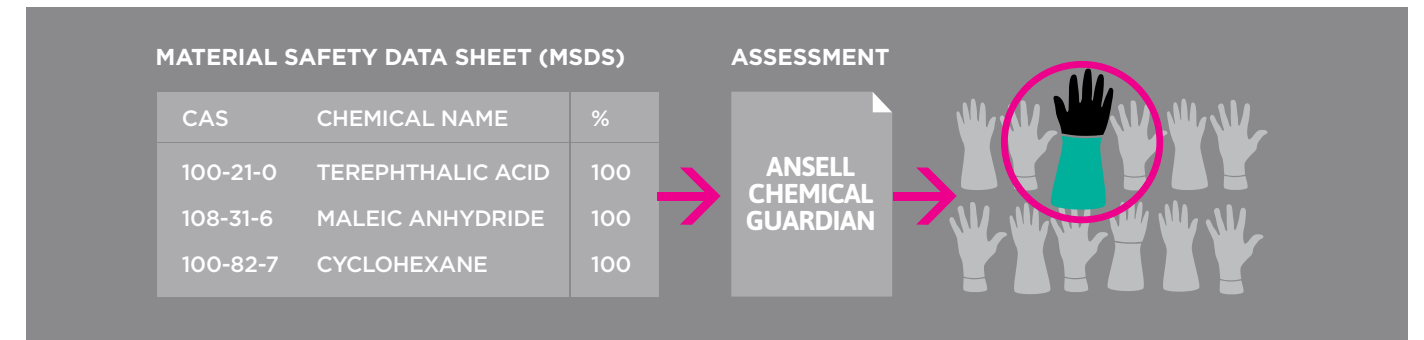 MATERIAL SAFETY DATA SHEET (MSDS)
CAS CHEMICAL NAME %
100-21-0 TEREPHTHALIC ACID 100
108-31-6 MALEIC ANHYDRIDE 100
100-82-7 CYCLOHEXANE 100
ASSESSMENT
ANSELL
CHEMICAL
GUARDIAN